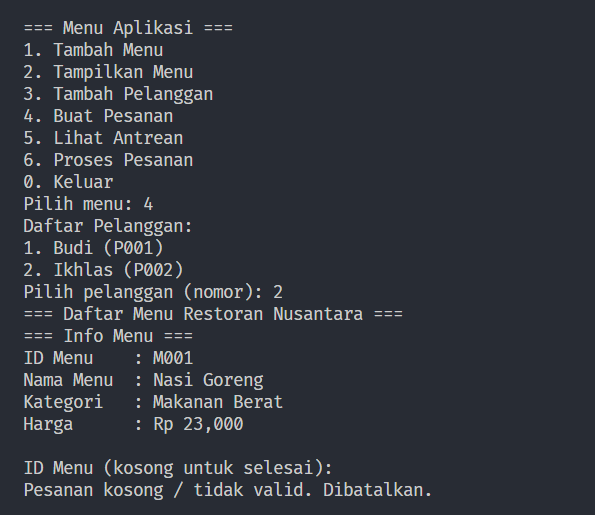 === Menu Aplikasi ===
1. Tambah Menu
2. Tampilkan Menu
3. Tambah Pelanggan
4. Buat Pesanan
5. Lihat Antrean
6. Proses Pesanan
0. Keluar
Pilih menu: 4
Daftar Pelanggan:
1. Budi (P001)
2. Ikhlas (P002)
Pilih pelanggan (nomor): 2
=== Daftar Menu Restoran Nusantara ===
=== Info Menu ===
ID Menu    : M001
Nama Menu  : Nasi Goreng
Kategori   : Makanan Berat
Harga      : Rp 23,000
ID Menu (kosong untuk selesai):
Pesanan kosong / tidak valid. Dibatalkan.